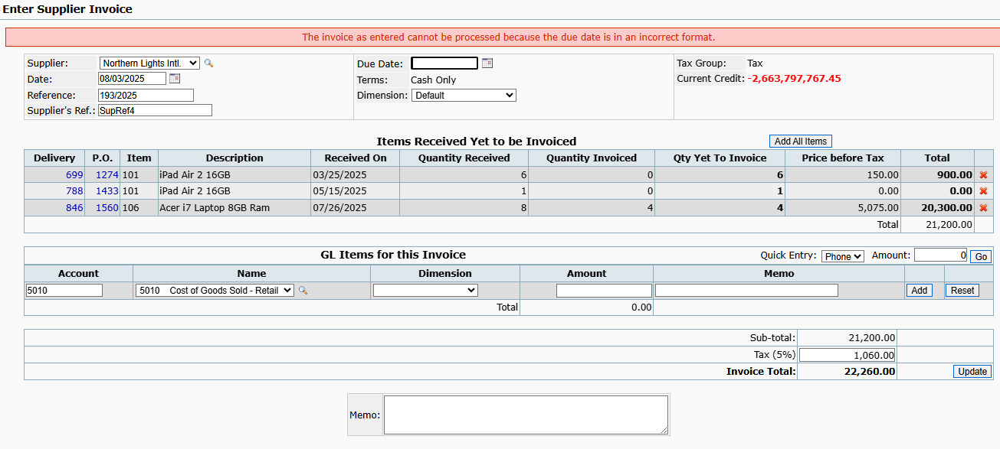 Enter Supplier Invoice
The invoice as entered cannot be processed because the due date is in an incorrect format.
Supplier: Northern Lights Intl. Due Date: Tax Group: Tax
Date: 08/03/2025 Terms: Cash Only Current Credit: -2,663,797,767.45
Reference: 193/2025 Dimension: Default
Supplier's Ref.: SupRef4
Items Received Yet to be Invoiced Add All Items
Delivery P.O. Item Description Received On Quantity Received Quantity Invoiced Qty Yet To Invoice Price before Tax Total
699 1274 101 iPad Air 2 16GB 03/25/2025 6 0 6 150.00 900.00
788 1433 101 iPad Air 2 16GB 05/15/2025 1 0 1 0.00 0.00
846 1560 106 Acer i7 Laptop 8GB Ram 07/26/2025 8 4 4 5,075.00 20,300.00
Total 21,200.00
GL Items for this Invoice Quick Entry: Phone Amount: 0 Go
Account Name Dimension Amount Memo
5010 5010 Cost of Goods Sold - Retail Add Reset
Total 0.00
Sub-total: 21,200.00
Tax (5%) 1,060.00
Invoice Total: 22,260.00 Update
Memo: